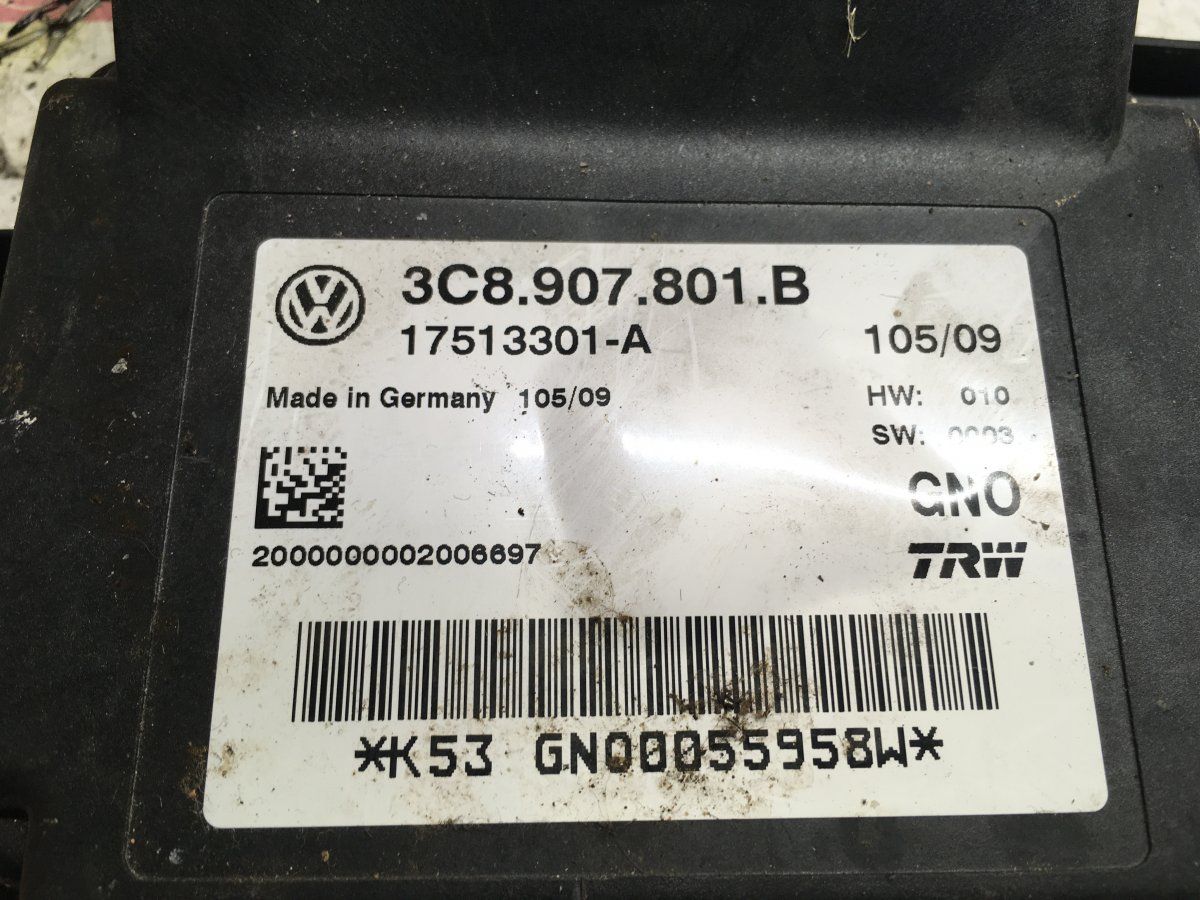 3C8.907.801.B
17513301-A 105/09
Made in Germany 105/09 HW: 010
SW: 0003
GNO
2000000002006697 TRW
*K53 GNO0055958W*